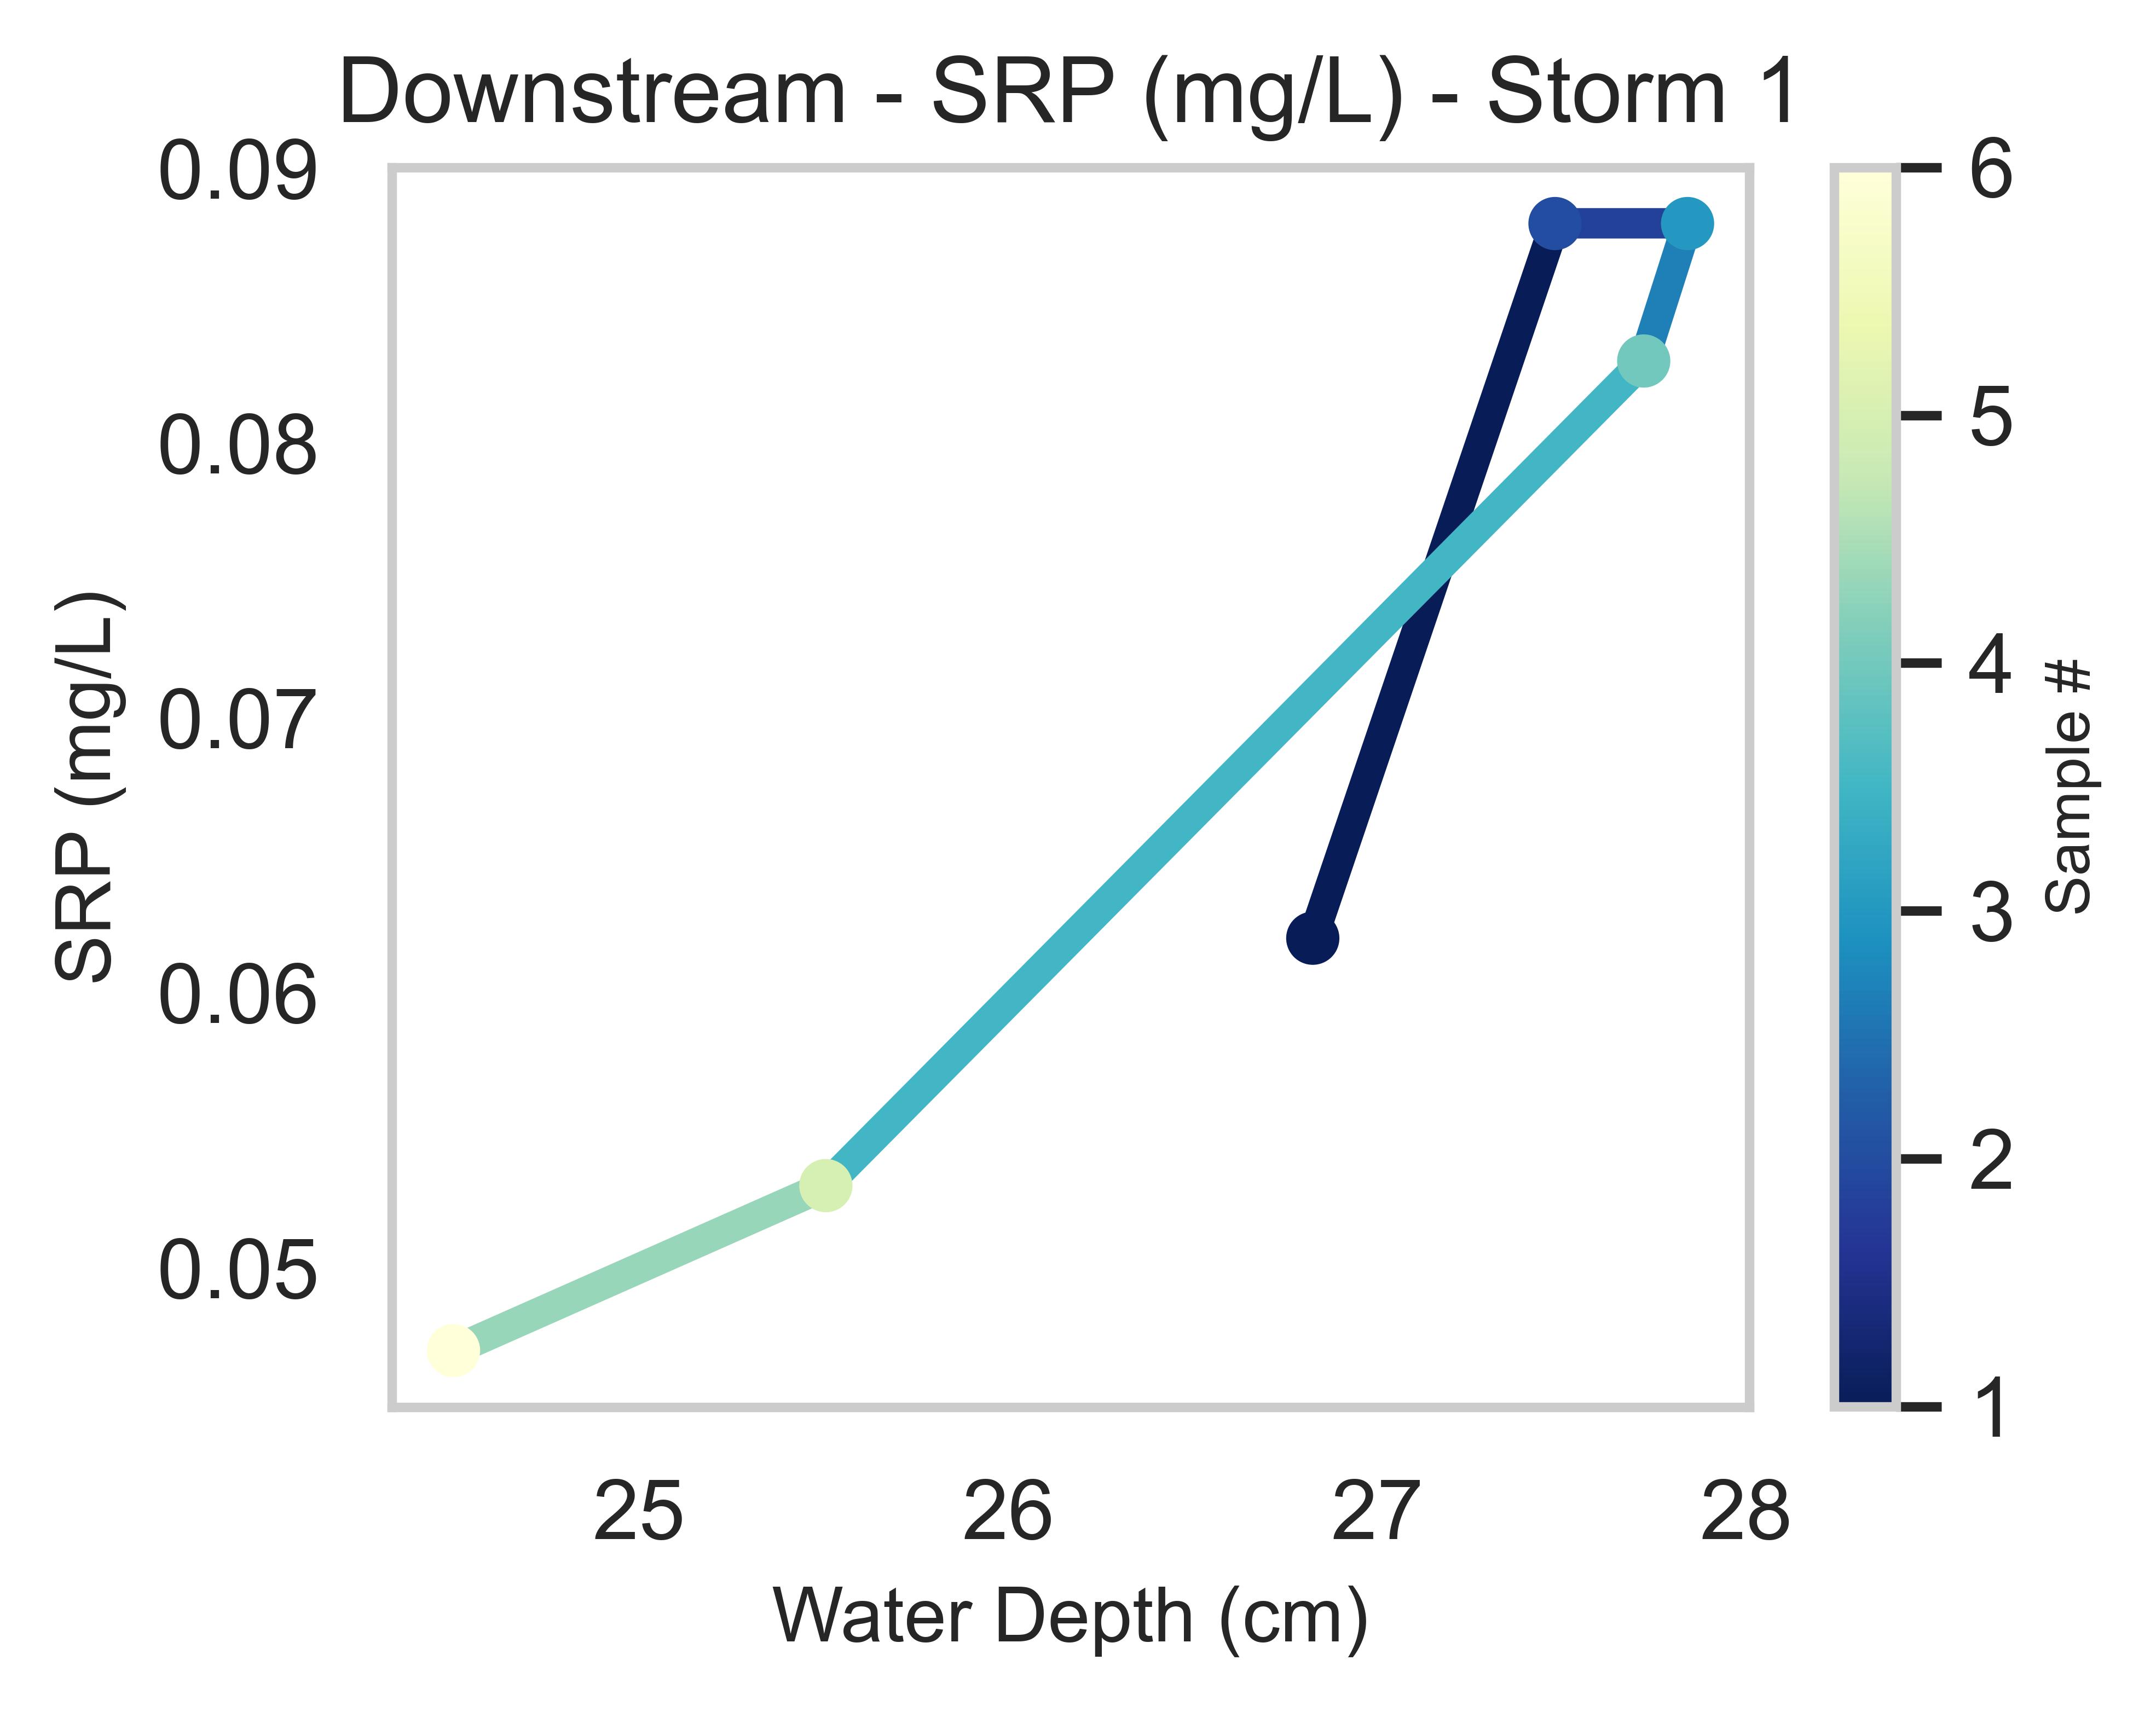 Downstream - SRP (mg/L) - Storm 1
0.09
0.08
0.07
0.06
0.05
SRP (mg/L)
25 26 27 28
Water Depth (cm)
6
5
4
3
2
1
Sample #